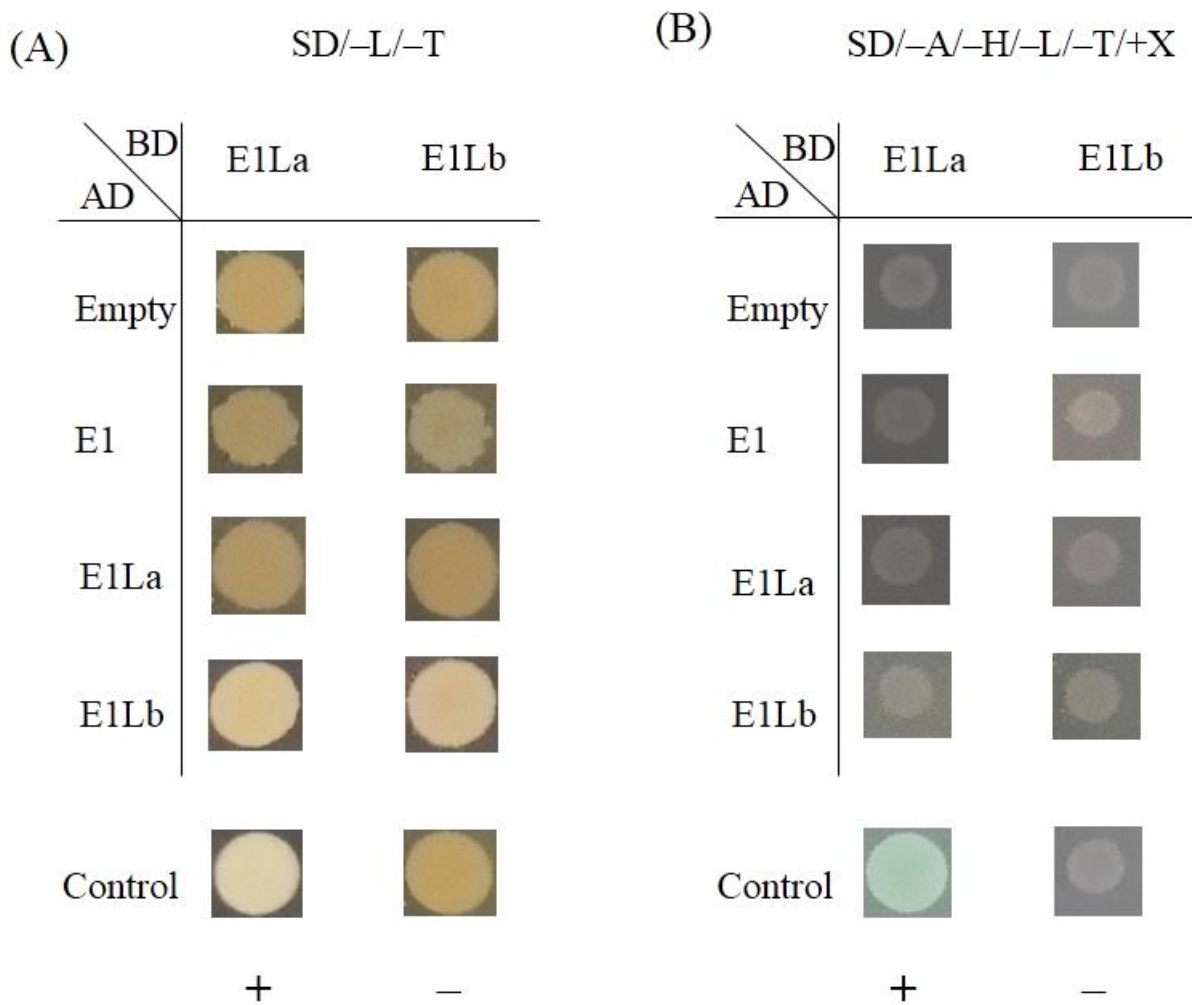 (A) SD/–L/–T
BD
AD
E1La E1Lb
Empty
E1
E1La
E1Lb
Control
+ –
(B) SD/–A/–H/–L/–T/+X
BD
AD
E1La E1Lb
Empty
E1
E1La
E1Lb
Control
+ –